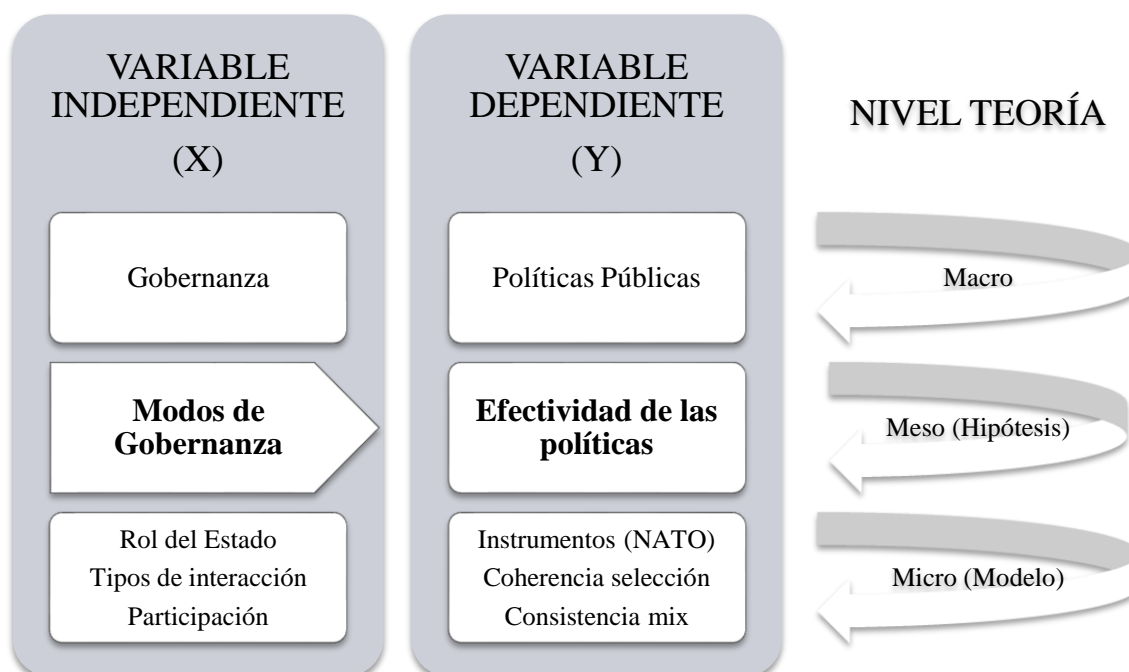 VARIABLE
INDEPENDIENTE
(X)
VARIABLE
DEPENDIENTE
(Y)
NIVEL TEORÍA
Gobernanza
Políticas Públicas
Macro
Modos de
Gobernanza
Efectividad de las
políticas
Meso (Hipótesis)
Rol del Estado
Tipos de interacción
Participación
Instrumentos (NATO)
Coherencia selección
Consistencia mix
Micro (Modelo)